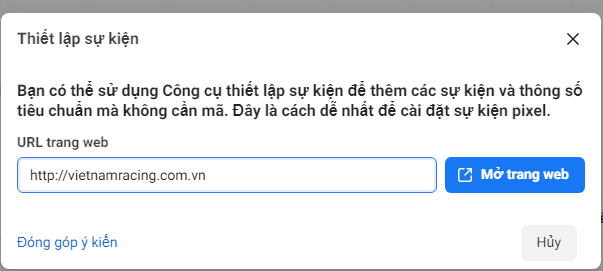 Thiết lập sự kiện
Bạn có thể sử dụng Công cụ thiết lập sự kiện để thêm các sự kiện và thông số
tiêu chuẩn mà không cần mã. Đây là cách dễ nhất để cài đặt sự kiện pixel.
URL trang web
http://vietnamracing.com.vn
Mở trang web
Đóng góp ý kiến
Hủy